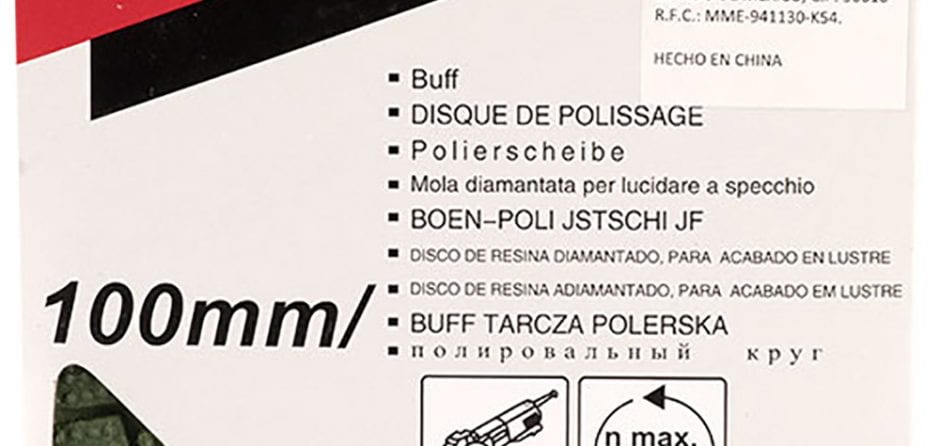 R.F.C.: MME-941130-K54.
HECHO EN CHINA
Buff
DISQUE DE POLISSAGE
Polierscheibe
Mola diamantata per lucidare a specchio
BOEN-POLI JSTSCHI JF
DISCO DE RESINA DIAMANTADO, PARA ACABADO EN LUSTRE
DISCO DE RESINA ADIAMANTADO, PARA ACABADO EM LUSTRE
100mm/
BUFF TARCZA POLERSKA
полировальный круг
n max.